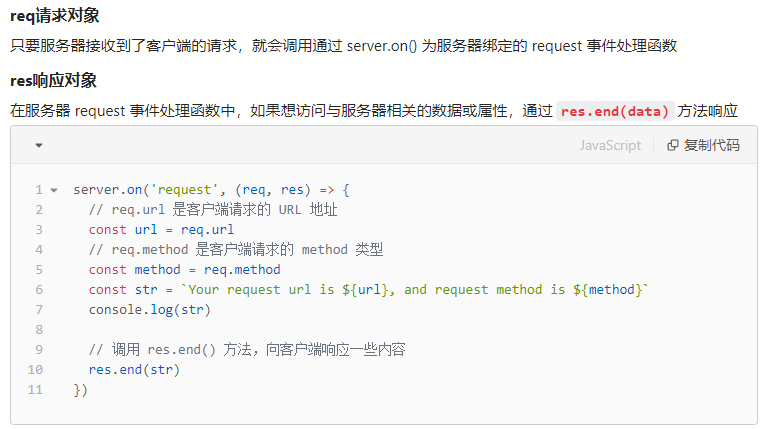 req请求对象
只要服务器接收到了客户端的请求，就会调用通过 server.on() 为服务器绑定的 request 事件处理函数
res响应对象
在服务器 request 事件处理函数中，如果想访问与服务器相关的数据或属性，通过 res.end(data) 方法响应
JavaScript 复制代码
1 server.on('request', (req, res) => {
2 // req.url 是客户端请求的 URL 地址
3 const url = req.url
4 // req.method 是客户端请求的 method 类型
5 const method = req.method
6 const str = `Your request url is ${url}, and request method is ${method}`
7 console.log(str)
8
9 // 调用 res.end() 方法，向客户端响应一些内容
10 res.end(str)
11 })